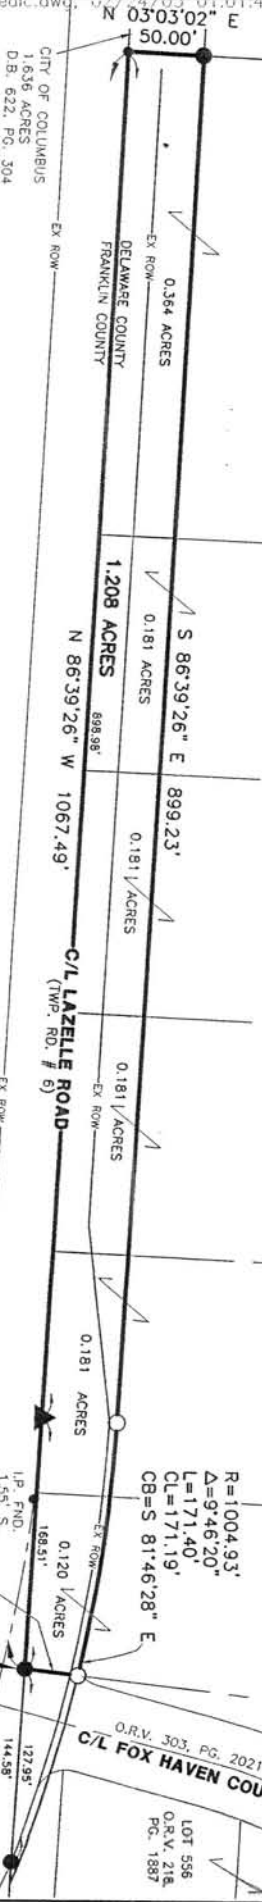 N 03°03'02" E
50.00'
CITY OF COLUMBUS
1.636 ACRES
D.B. 622, PG. 304
EX ROW
EX ROW
DELAWARE COUNTY
FRANKLIN COUNTY
0.364 ACRES
1.208 ACRES
0.181 ACRES
S 86°39'26" E 899.23'
898.98'
N 86°39'26" W 1067.49'
0.181 ACRES
C/L LAZELLE ROAD
(TWP. RD. # 6)
0.181 ACRES
EX ROW
EX ROW
0.181 ACRES
R=1004.93'
Δ=9°46'20"
L=171.40'
CL=171.19'
CB=S 81°46'28" E
I.P. FND.
1.55' S.
168.51'
0.120 ACRES
EX ROW
O.R.V. 303, PG. 2021
C/L FOX HAVEN COU
127.95'
144.58'
LOT 556
O.R.V. 218,
PG. 1887